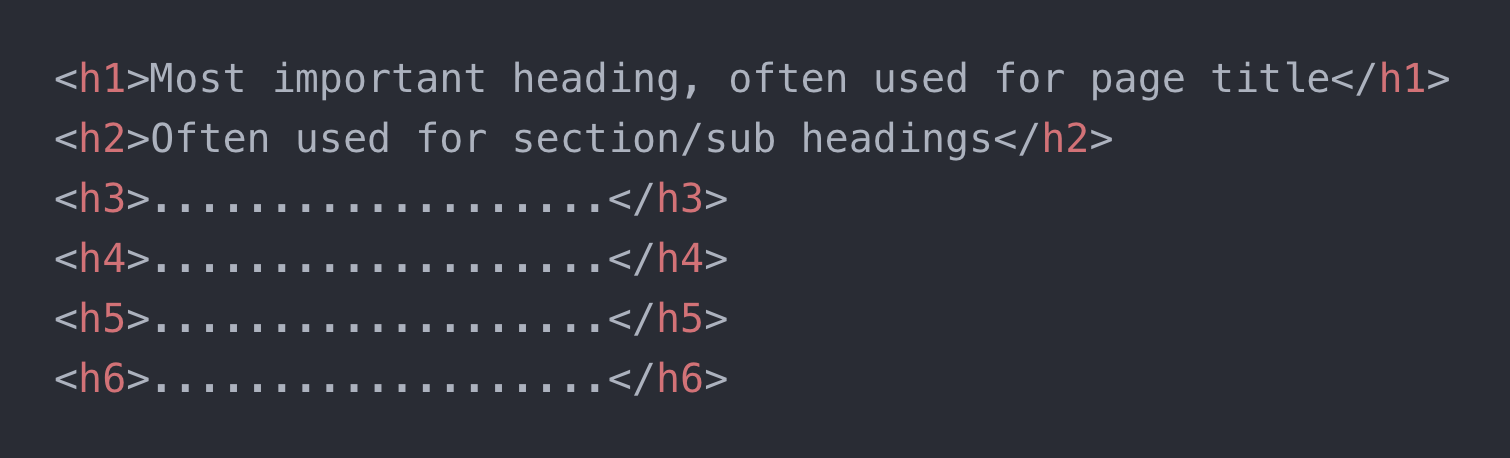 <h1>Most important heading, often used for page title</h1>
<h2>Often used for section/sub headings</h2>
<h3>...................</h3>
<h4>...................</h4>
<h5>...................</h5>
<h6>...................</h6>